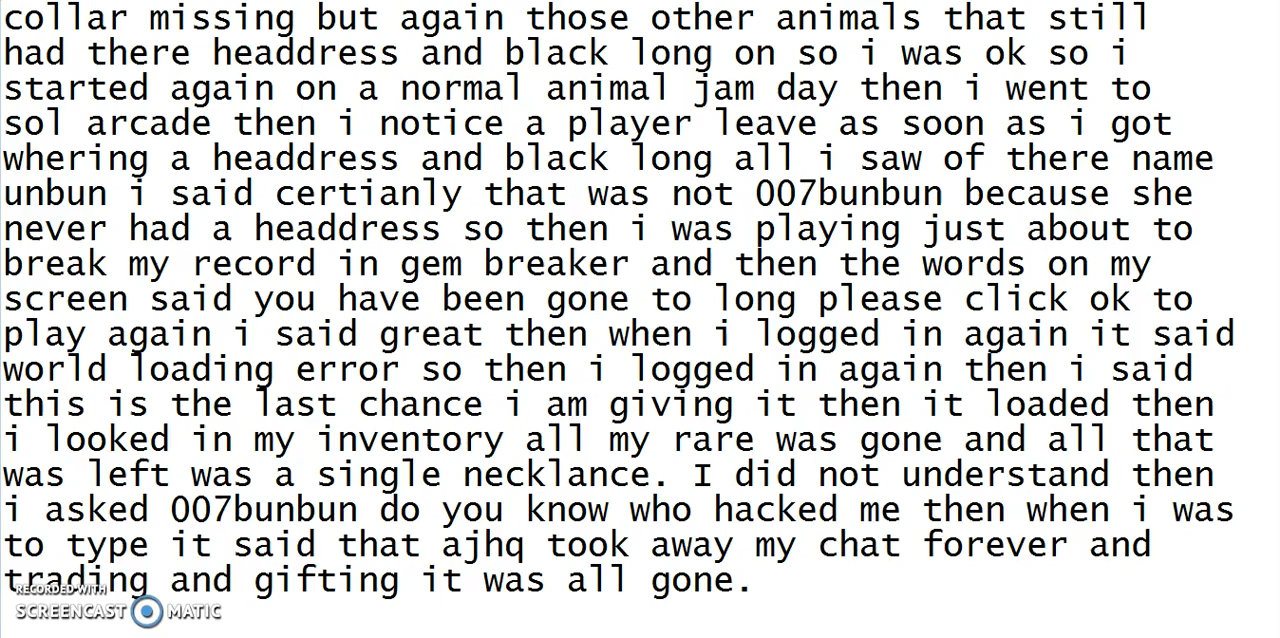 collar missing but again those other animals that still
had there headdress and black long on so i was ok so i
started again on a normal animal jam day then i went to
sol arcade then i notice a player leave as soon as i got
whering a headdress and black long all i saw of there name
unbun i said certianly that was not 007bunbun because she
never had a headdress so then i was playing just about to
break my record in gem breaker and then the words on my
screen said you have been gone to long please click ok to
play again i said great then when i logged in again it said
world loading error so then i logged in again then i said
this is the last chance i am giving it then it loaded then
i looked in my inventory all my rare was gone and all that
was left was a single necklance. I did not understand then
i asked 007bunbun do you know who hacked me then when i was
to type it said that ajhq took away my chat forever and
trading and gifting it was all gone.
RECORDED WITH
SCREENCAST MATIC